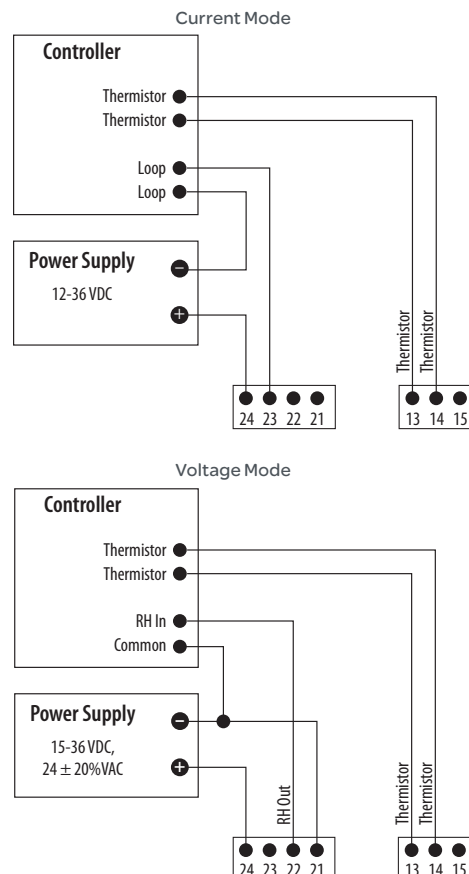 Current Mode
Controller
Thermistor
Thermistor
Loop
Loop
Power Supply
12-36 VDC
−
+
Thermistor
Thermistor
24 23 22 21
13 14 15
Voltage Mode
Controller
Thermistor
Thermistor
RH In
Common
Power Supply
15-36 VDC,
24 ± 20%VAC
−
+
RH Out
Thermistor
Thermistor
24 23 22 21
13 14 15